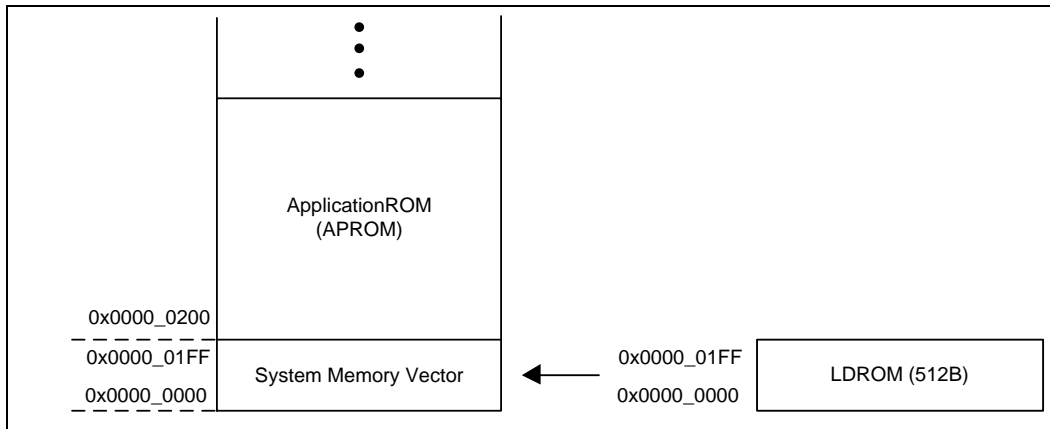 ApplicationROM
(APROM)
0x0000_0200
0x0000_01FF
System Memory Vector
0x0000_0000
0x0000_01FF
LDROM (512B)
0x0000_0000